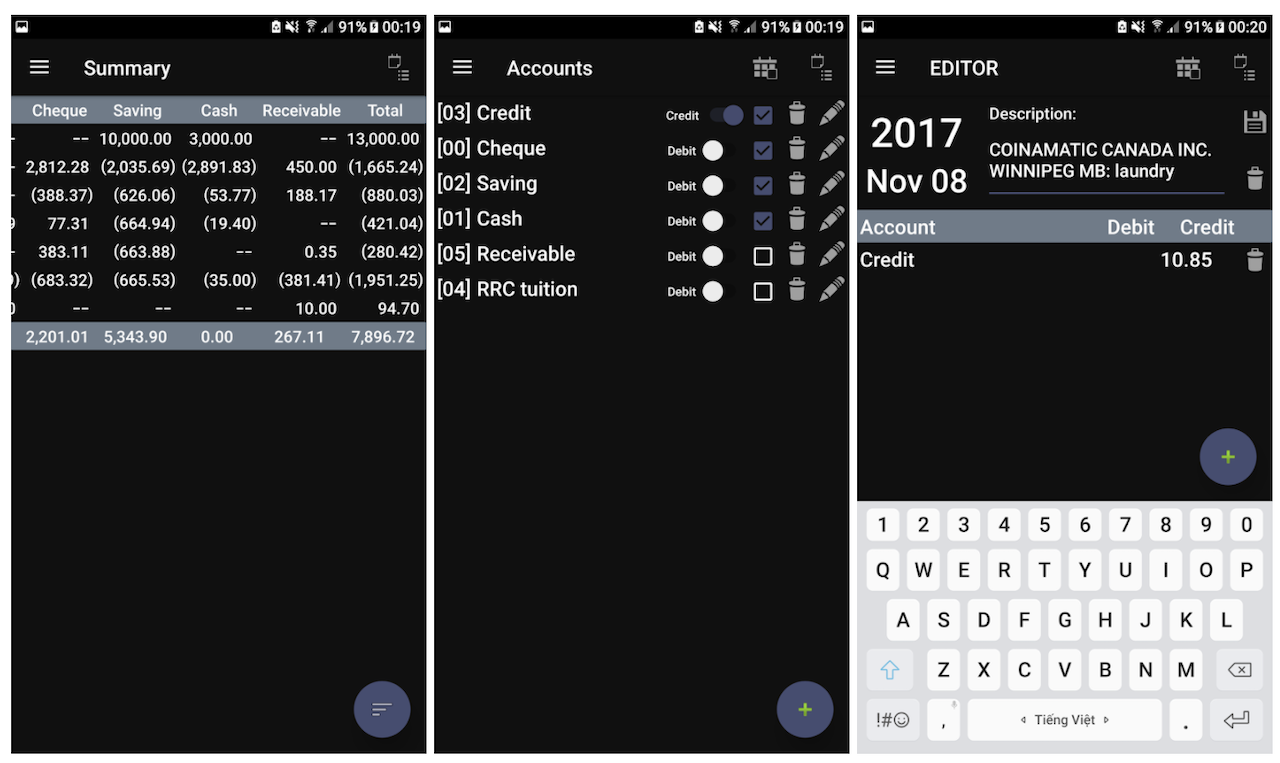 91% 00:19
Summary
Cheque Saving Cash Receivable Total
-- 10,000.00 3,000.00 -- 13,000.00
2,812.28 (2,035.69) (2,891.83) 450.00 (1,665.24)
(388.37) (626.06) (53.77) 188.17 (880.03)
77.31 (664.94) (19.40) -- (421.04)
383.11 (663.88) -- 0.35 (280.42)
) (683.32) (665.53) (35.00) (381.41) (1,951.25)
-- -- -- 10.00 94.70
2,201.01 5,343.90 0.00 267.11 7,896.72
91% 00:19
Accounts
[03] Credit Credit
[00] Cheque Debit
[02] Saving Debit
[01] Cash Debit
[05] Receivable Debit
[04] RRC tuition Debit
+
91% 00:20
EDITOR
2017
Nov 08
Description:
COINAMATIC CANADA INC.
WINNIPEG MB: laundry
Account Debit Credit
Credit 10.85
+
1 2 3 4 5 6 7 8 9 0
Q W E R T Y U I O P
A S D F G H J K L
Z X C V B N M
!#☺ , Tiếng Việt .